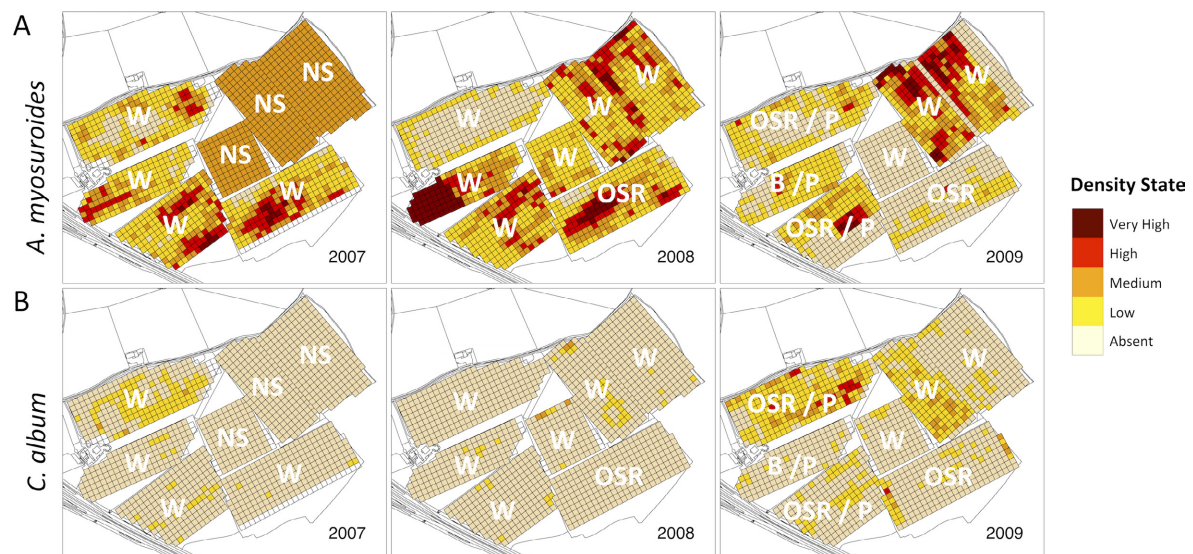 A
A. myosuroides
W
NS
NS
NS
W
W
W
2007
W
W
W
W
W
W
OSR
2008
OSR / P
W
W
W
B /P
OSR
OSR / P
2009
Density State
Very High
High
Medium
Low
Absent
B
C. album
W
NS
NS
NS
W
W
W
2007
W
W
W
W
W
W
OSR
2008
OSR / P
W
W
W
B /P
OSR
OSR / P
2009